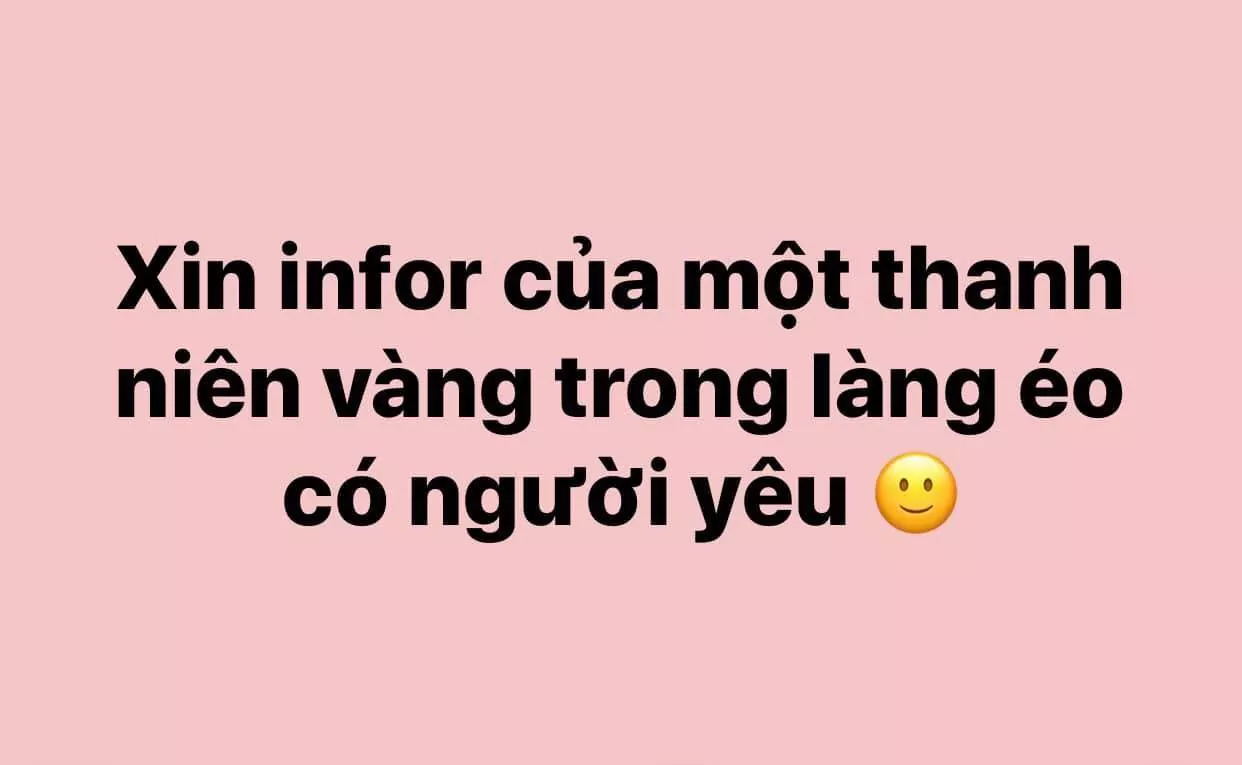 Xin infor của một thanh
niên vàng trong làng éo
có người yêu 🙂